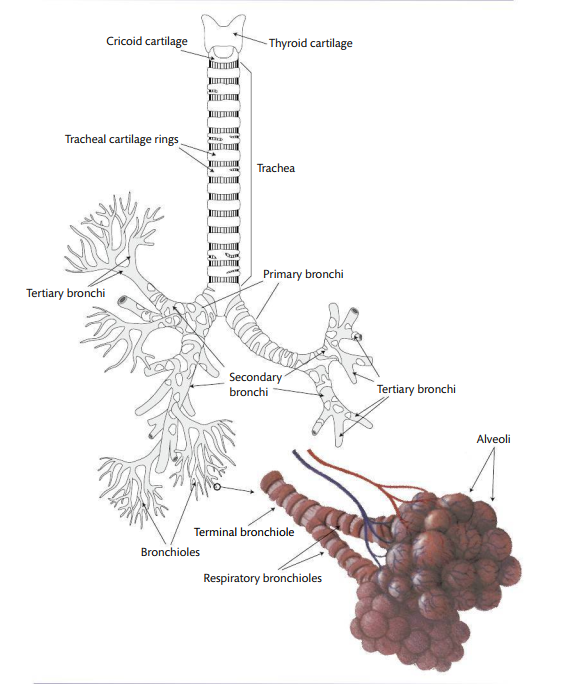 Cricoid cartilage
Thyroid cartilage
Tracheal cartilage rings
Trachea
Primary bronchi
Tertiary bronchi
Secondary
bronchi
Tertiary bronchi
Alveoli
Terminal bronchiole
Bronchioles
Respiratory bronchioles